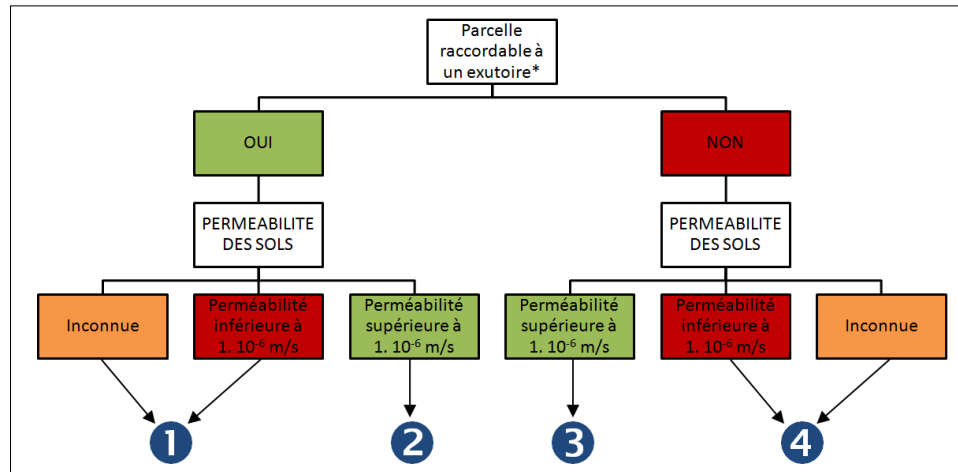 Parcelle
raccordable à
un exutoire*
OUI
NON
PERMEABILITE
DES SOLS
PERMEABILITE
DES SOLS
Inconnue
Perméabilité
inférieure à
1. 10⁻⁶ m/s
Perméabilité
supérieure à
1. 10⁻⁶ m/s
Perméabilité
supérieure à
1. 10⁻⁶ m/s
Perméabilité
inférieure à
1. 10⁻⁶ m/s
Inconnue
1
2
3
4